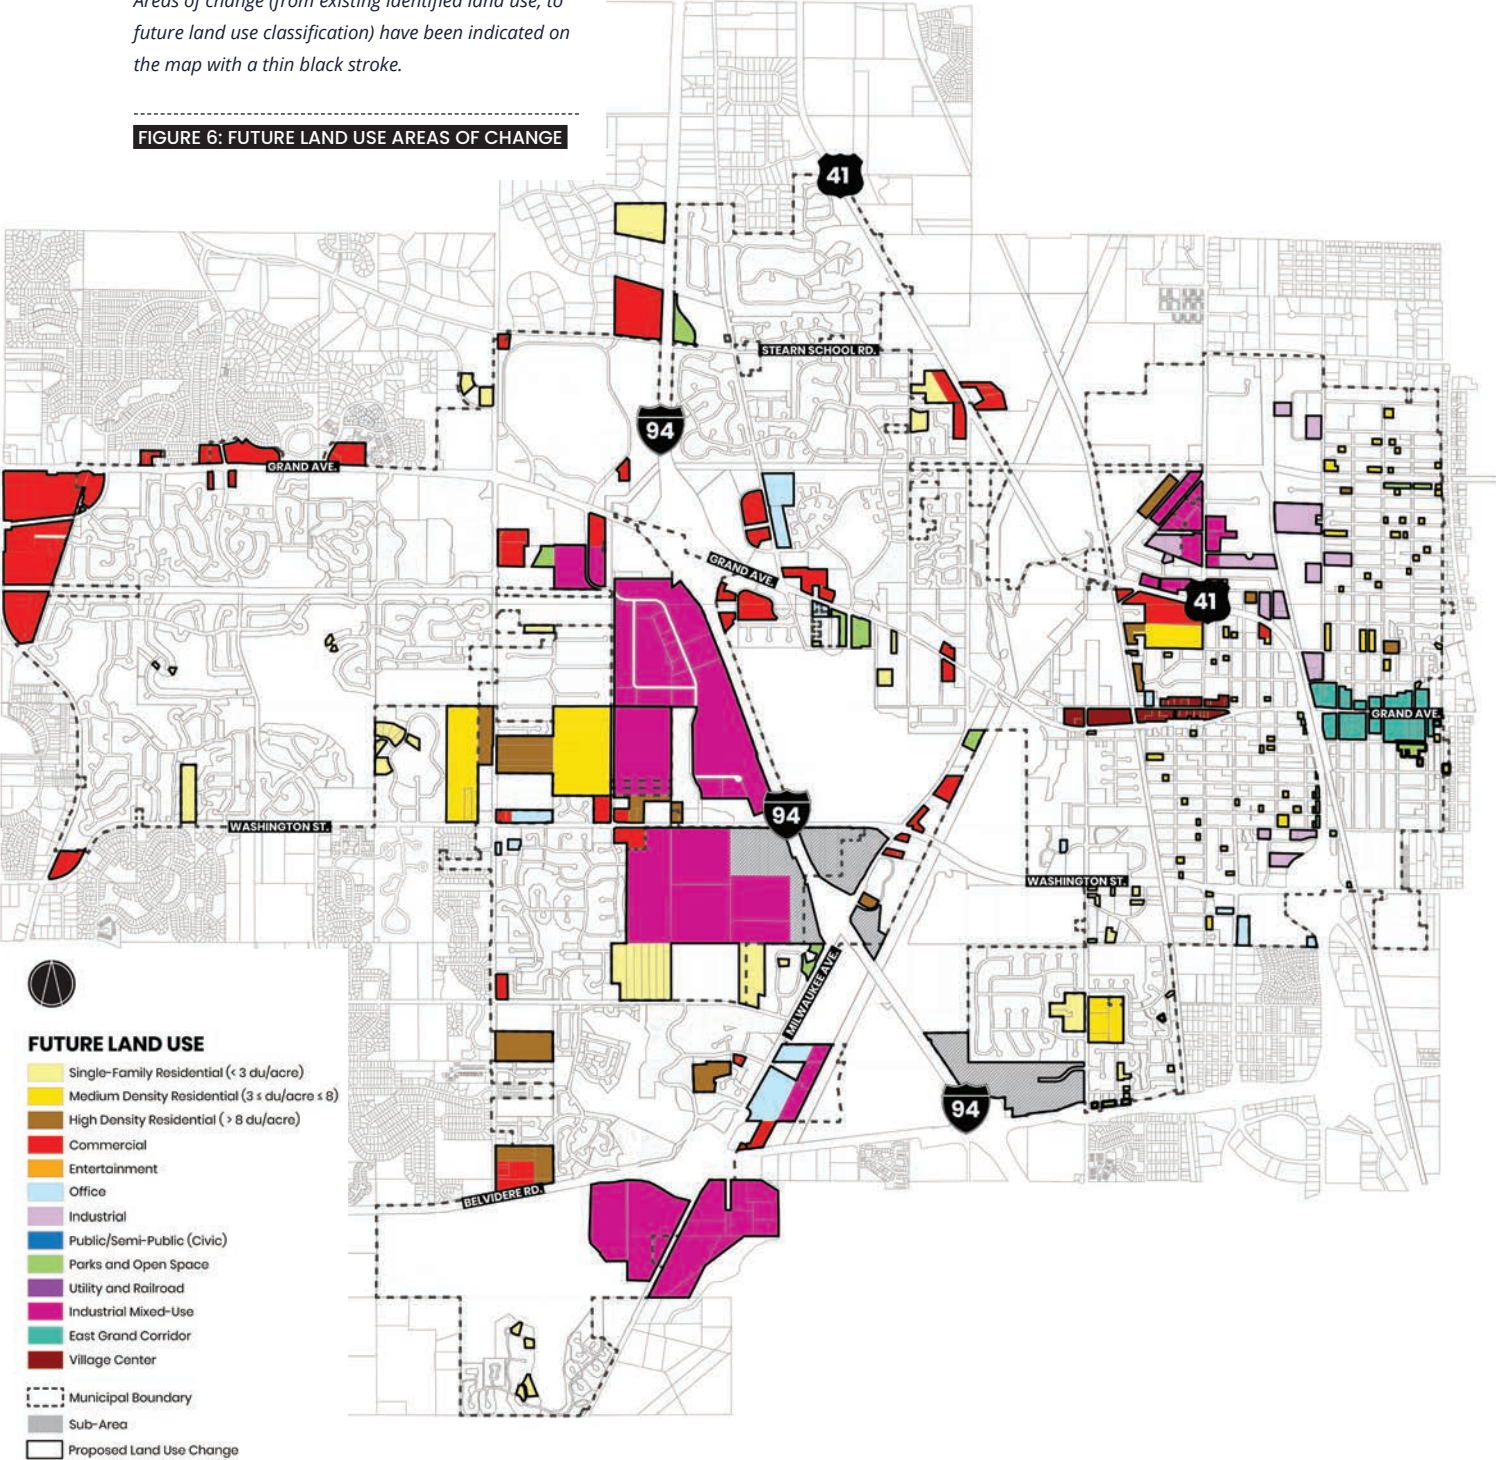 Areas of change (from existing identified land use, to
future land use classification) have been indicated on
the map with a thin black stroke.
FIGURE 6: FUTURE LAND USE AREAS OF CHANGE
41
STEARN SCHOOL RD.
94
GRAND AVE.
GRAND AVE.
41
GRAND AVE.
94
WASHINGTON ST.
WASHINGTON ST.
MILWAUKEE AVE.
94
BELVIDERE RD.
FUTURE LAND USE
Single-Family Residential (< 3 du/acre)
Medium Density Residential (3 ≤ du/acre ≤ 8)
High Density Residential ( > 8 du/acre)
Commercial
Entertainment
Office
Industrial
Public/Semi-Public (Civic)
Parks and Open Space
Utility and Railroad
Industrial Mixed-Use
East Grand Corridor
Village Center
Municipal Boundary
Sub-Area
Proposed Land Use Change